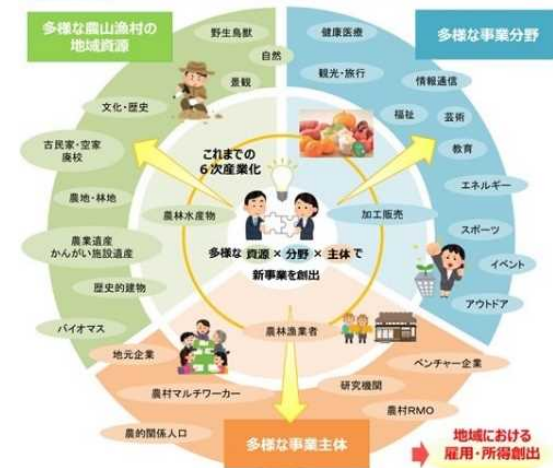 多様な農山漁村の
地域資源
野生鳥獣
自然
景観
文化・歴史
古民家・空家
廃校
農地・林地
農業遺産
かんがい施設遺産
歴史的建物
バイオマス
多様な事業分野
健康医療
観光・旅行
情報通信
福祉
芸術
教育
エネルギー
スポーツ
イベント
アウトドア
これまでの
6次産業化
農林水産物
加工販売
多様な 資源 × 分野 × 主体で
新事業を創出
農林漁業者
地元企業
農村マルチワーカー
農的関係人口
ベンチャー企業
研究機関
農村RMO
多様な事業主体
地域における
雇用・所得創出